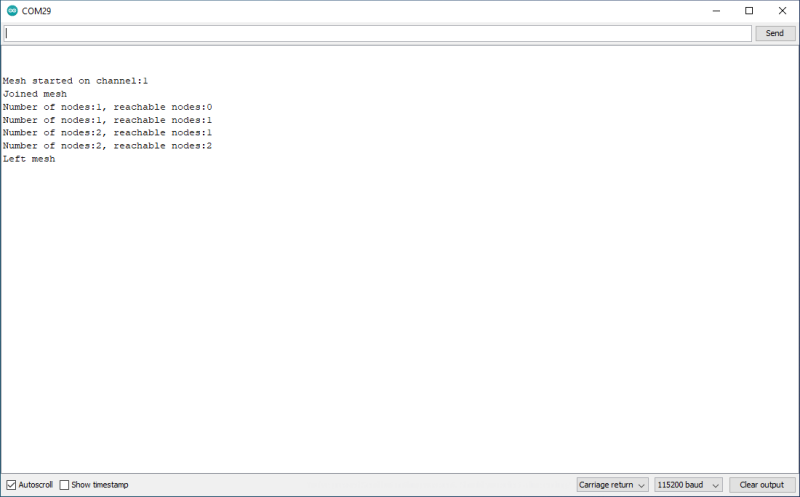 COM29
Send
Mesh started on channel:1
Joined mesh
Number of nodes:1, reachable nodes:0
Number of nodes:1, reachable nodes:1
Number of nodes:2, reachable nodes:1
Number of nodes:2, reachable nodes:2
Left mesh
Autoscroll Show timestamp Carriage return 115200 baud Clear output